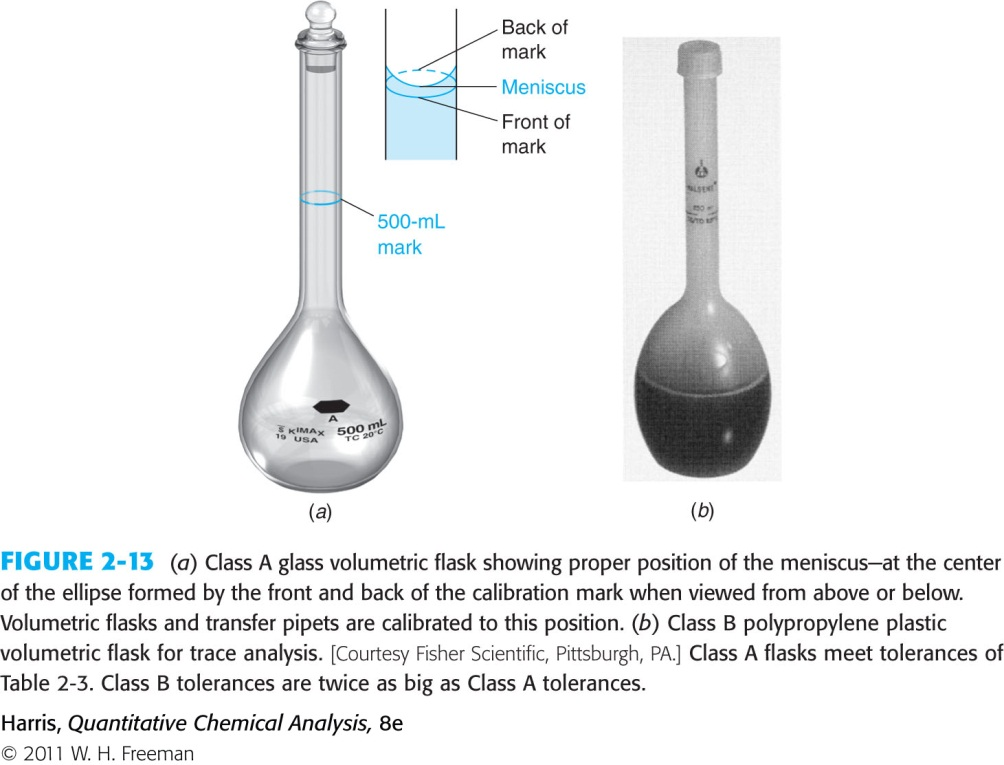 Back of
mark
Meniscus
Front of
mark
500-mL
mark
A
KIMAX
19 USA
500 mL
TC 20°C
(a)
(b)
FIGURE 2-13 (a) Class A glass volumetric flask showing proper position of the meniscus—at the center
of the ellipse formed by the front and back of the calibration mark when viewed from above or below.
Volumetric flasks and transfer pipets are calibrated to this position. (b) Class B polypropylene plastic
volumetric flask for trace analysis. [Courtesy Fisher Scientific, Pittsburgh, PA.] Class A flasks meet tolerances of
Table 2-3. Class B tolerances are twice as big as Class A tolerances.
Harris, Quantitative Chemical Analysis, 8e
© 2011 W. H. Freeman